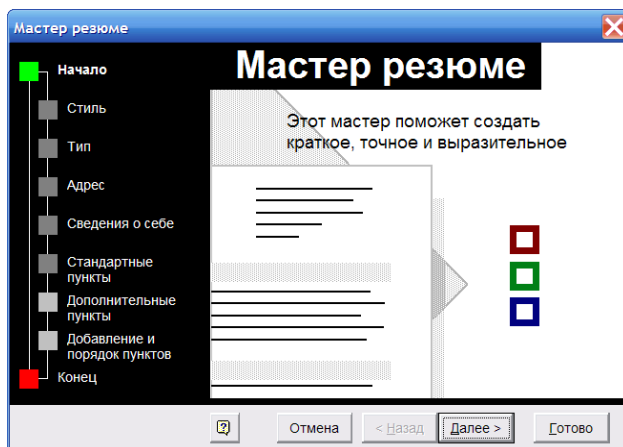 Мастер резюме
Мастер резюме
Начало
Стиль
Тип
Адрес
Сведения о себе
Стандартные
пункты
Дополнительные
пункты
Добавление и
порядок пунктов
Конец
Этот мастер поможет создать
краткое, точное и выразительное
?
Отмена
< Назад
Далее >
Готово